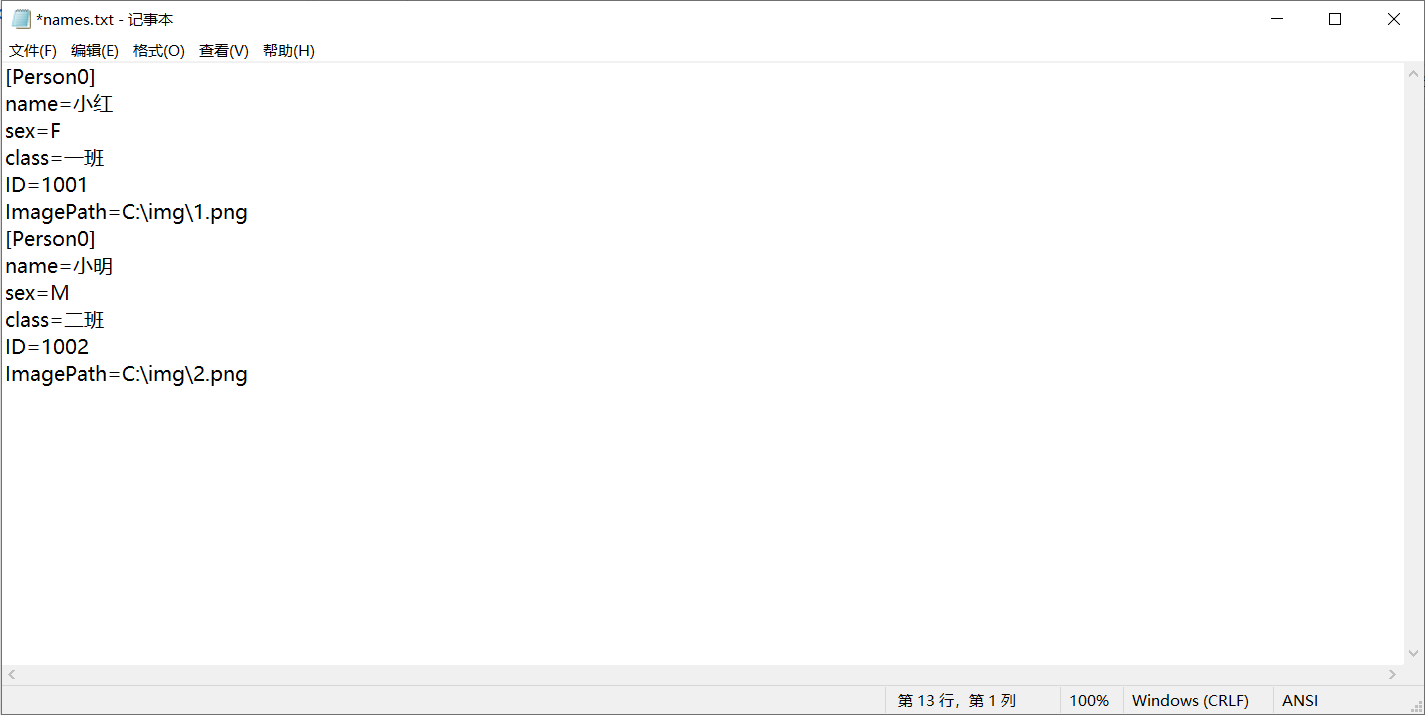 *names.txt - 记事本
文件(F) 编辑(E) 格式(O) 查看(V) 帮助(H)
[Person0]
name=小红
sex=F
class=一班
ID=1001
ImagePath=C:\img\1.png
[Person0]
name=小明
sex=M
class=二班
ID=1002
ImagePath=C:\img\2.png
第 13 行，第 1 列 100% Windows (CRLF) ANSI